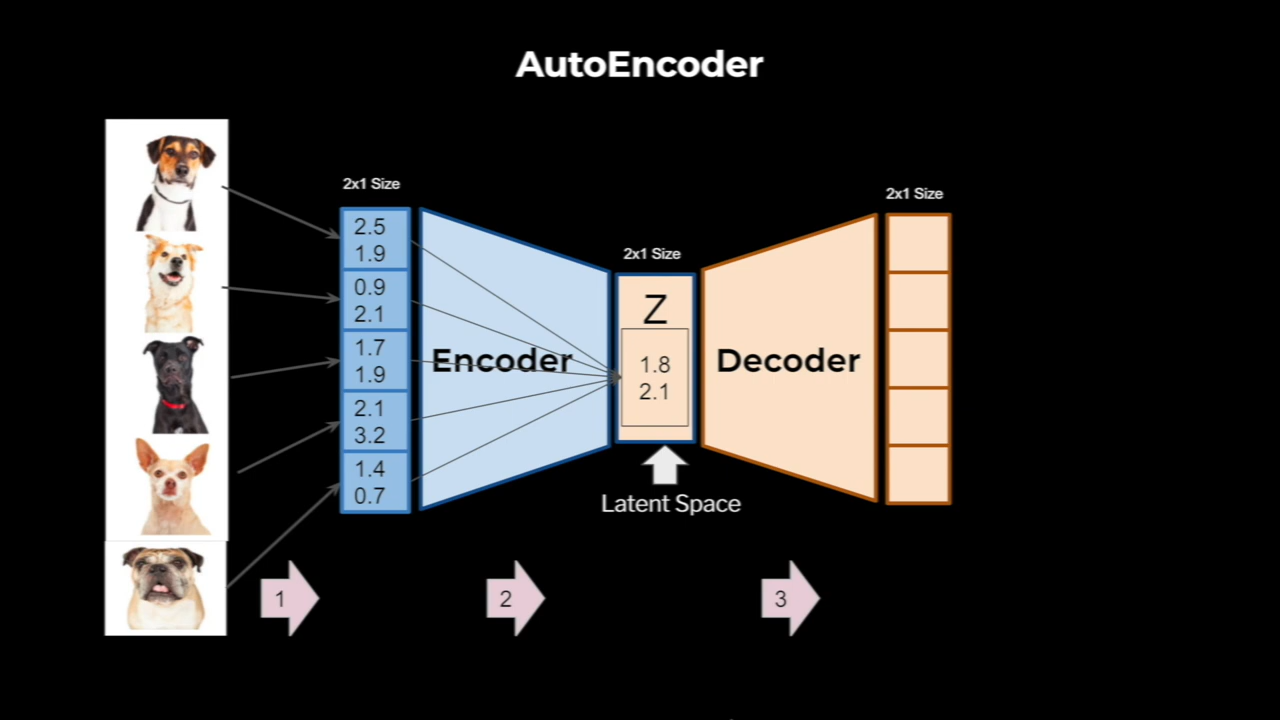 AutoEncoder
2x1 Size
2.5
1.9
0.9
2.1
1.7
1.9
2.1
3.2
1.4
0.7
Encoder
2x1 Size
Z
1.8
2.1
Latent Space
Decoder
2x1 Size
1
2
3